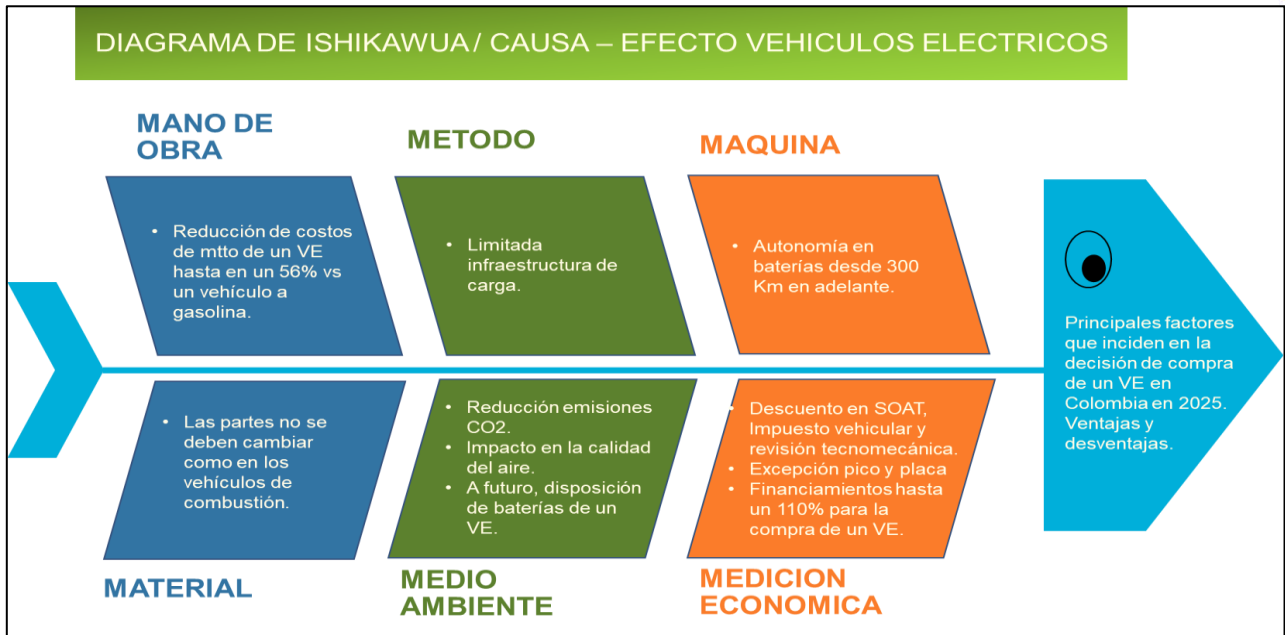 DIAGRAMA DE ISHIKAWUA / CAUSA – EFECTO VEHICULOS ELECTRICOS
MANO DE
OBRA
• Reducción de costos
de mtto de un VE
hasta en un 56% vs
un vehículo a
gasolina.
METODO
• Limitada
infraestructura de
carga.
MAQUINA
• Autonomía en
baterías desde 300
Km en adelante.
• Las partes no se
deben cambiar
como en los
vehículos de
combustión.
MATERIAL
• Reducción emisiones
CO2.
• Impacto en la calidad
del aire.
• A futuro, disposición
de baterías de un
VE.
MEDIO
AMBIENTE
• Descuento en SOAT,
Impuesto vehicular y
revisión tecnomecánica.
• Excepción pico y placa
• Financiamientos hasta
un 110% para la
compra de un VE.
MEDICION
ECONOMICA
Principales factores
que inciden en la
decisión de compra
de un VE en
Colombia en 2025.
Ventajas y
desventajas.